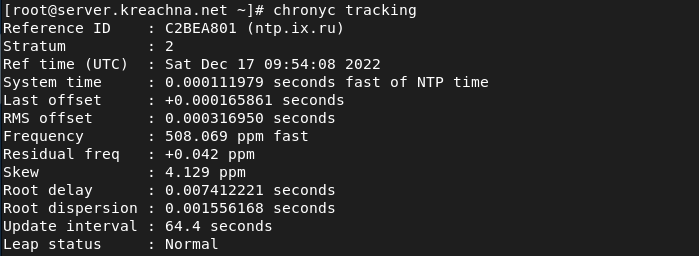 [root@server.kreachna.net ~]# chronyc tracking
Reference ID    : C2BEA801 (ntp.ix.ru)
Stratum         : 2
Ref time (UTC)  : Sat Dec 17 09:54:08 2022
System time     : 0.000111979 seconds fast of NTP time
Last offset     : +0.000165861 seconds
RMS offset      : 0.000316950 seconds
Frequency       : 508.069 ppm fast
Residual freq   : +0.042 ppm
Skew            : 4.129 ppm
Root delay      : 0.007412221 seconds
Root dispersion : 0.001556168 seconds
Update interval : 64.4 seconds
Leap status     : Normal